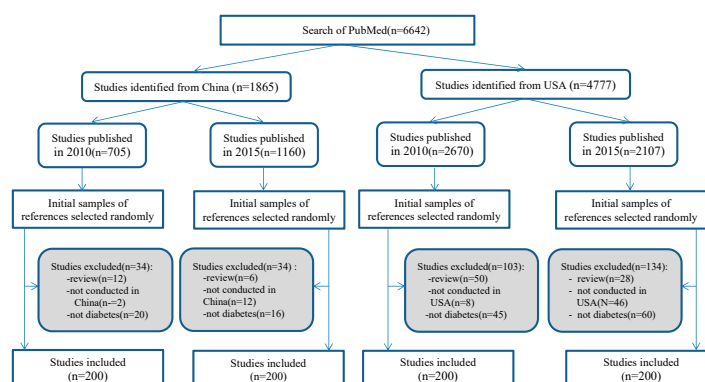 Search of PubMed(n=6642)
Studies identified from China (n=1865)
Studies identified from USA (n=4777)
Studies published
in 2010(n=705)
Studies published
in 2015(n=1160)
Studies published
in 2010(n=2670)
Studies published
in 2015(n=2107)
Initial samples of
references selected randomly
Initial samples of
references selected randomly
Initial samples of
references selected randomly
Initial samples of
references selected randomly
Studies excluded(n=34):
-review(n=12)
-not conducted in
China(n=2)
-not diabetes(n=20)
Studies excluded(n=34) :
-review(n=6)
-not conducted in
China(n=12)
-not diabetes(n=16)
Studies excluded(n=103):
-review(n=50)
-not conducted in
USA(n=8)
-not diabetes(n=45)
Studies excluded(n=134):
- review(n=28)
- not conducted in
USA(N=46)
- not diabetes(n=60)
Studies included
(n=200)
Studies included
(n=200)
Studies included
(n=200)
Studies included
(n=200)